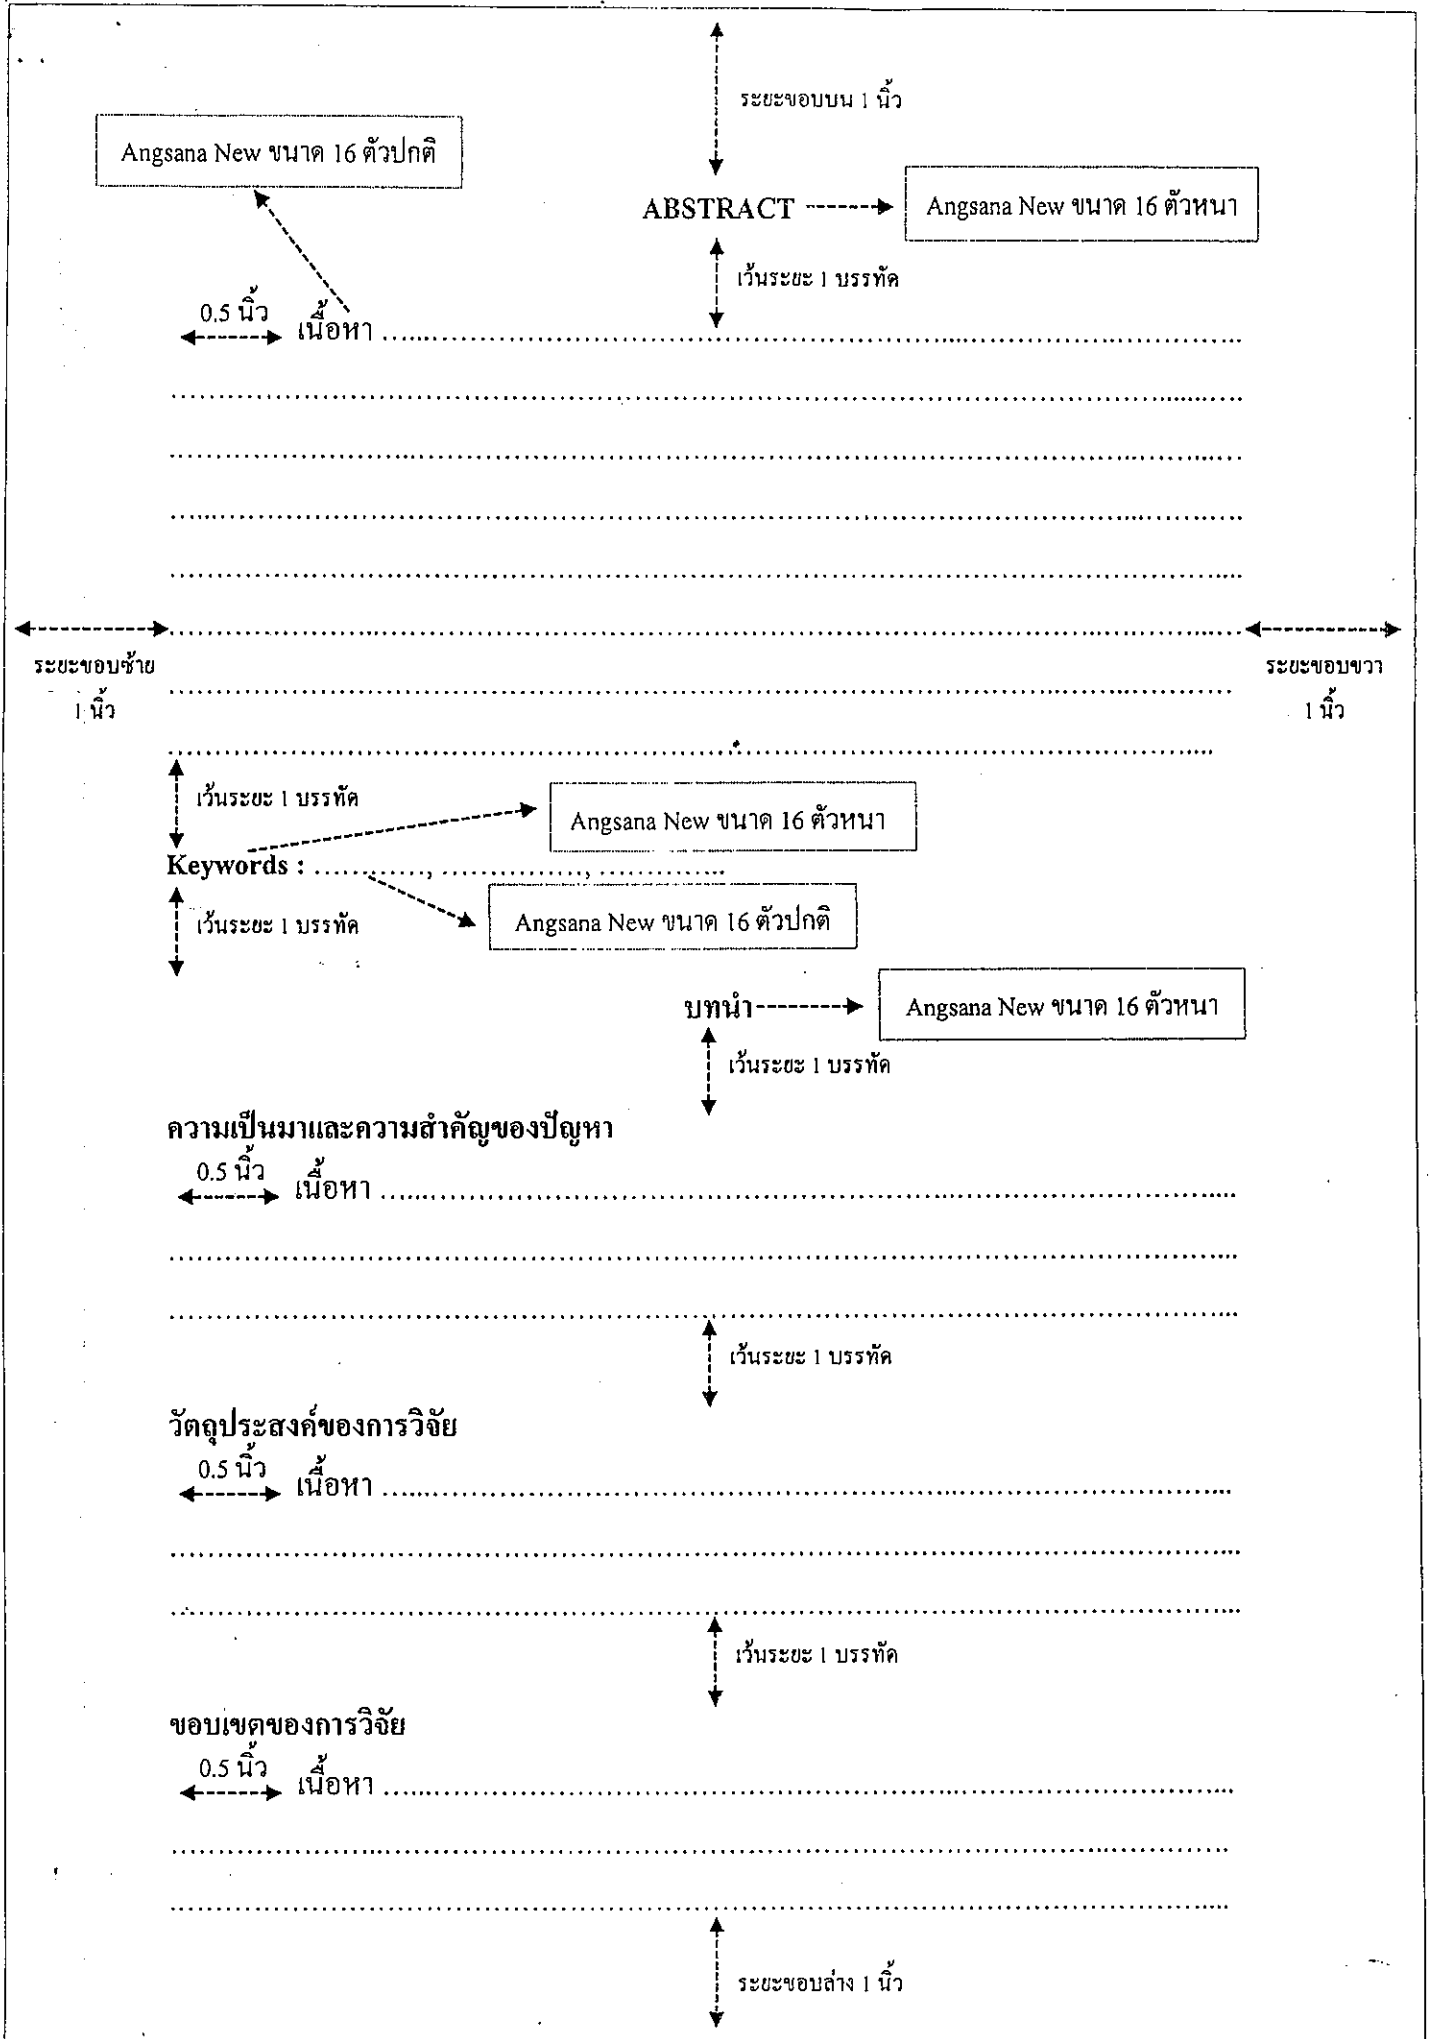 ระยะขอบบน 1 นิ้ว
Angsana New ขนาด 16 ตัวปกติ
ABSTRACT
Angsana New ขนาด 16 ตัวหนา
เว้นระยะ 1 บรรทัด
0.5 นิ้ว
เนื้อหา ................................................................................
................................................................................
................................................................................
................................................................................
................................................................................
................................................................................
ระยะขอบซ้าย
1 นิ้ว
ระยะขอบขวา
1 นิ้ว
................................................................................
................................................................................
เว้นระยะ 1 บรรทัด
Angsana New ขนาด 16 ตัวหนา
Keywords : ............, ..............., .............
เว้นระยะ 1 บรรทัด
Angsana New ขนาด 16 ตัวปกติ
บทนำ
Angsana New ขนาด 16 ตัวหนา
เว้นระยะ 1 บรรทัด
ความเป็นมาและความสำคัญของปัญหา
0.5 นิ้ว
เนื้อหา ................................................................................
................................................................................
................................................................................
เว้นระยะ 1 บรรทัด
วัตถุประสงค์ของการวิจัย
0.5 นิ้ว
เนื้อหา ................................................................................
................................................................................
................................................................................
เว้นระยะ 1 บรรทัด
ขอบเขตของการวิจัย
0.5 นิ้ว
เนื้อหา ................................................................................
................................................................................
................................................................................
ระยะขอบล่าง 1 นิ้ว